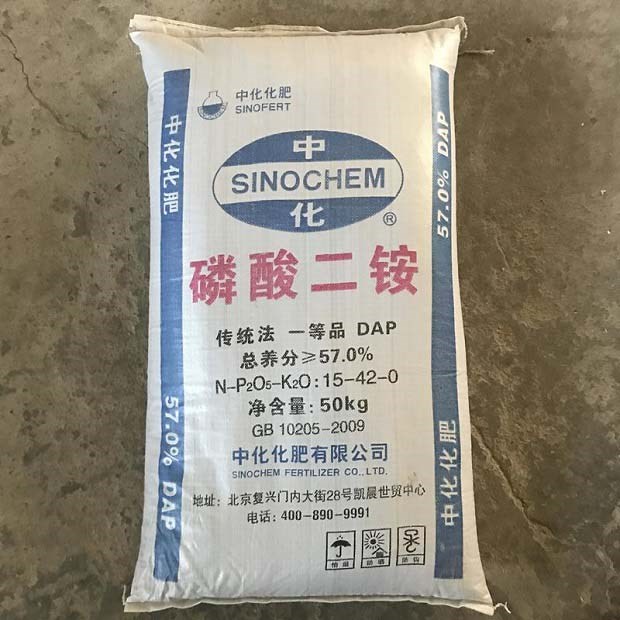 中化化肥
SINOFERT
中
SINOCHEM
化
®
磷酸二铵
传统法 一等品 DAP
总养分≥57.0%
N-P₂O₅-K₂O:15-42-0
净含量:50kg
GB 10205-2009
中化化肥有限公司
SINOCHEM FERTILIZER CO.,LTD.
地址:北京复兴门内大街28号凯晨世贸中心
电话:400-890-9991
中化化肥
57.0% DAP
57.0% DAP
中化化肥